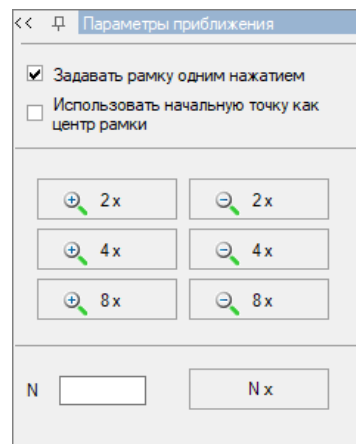 << Параметры приближения
Задавать рамку одним нажатием
Использовать начальную точку как
центр рамки
2 x 2 x
4 x 4 x
8 x 8 x
N N x